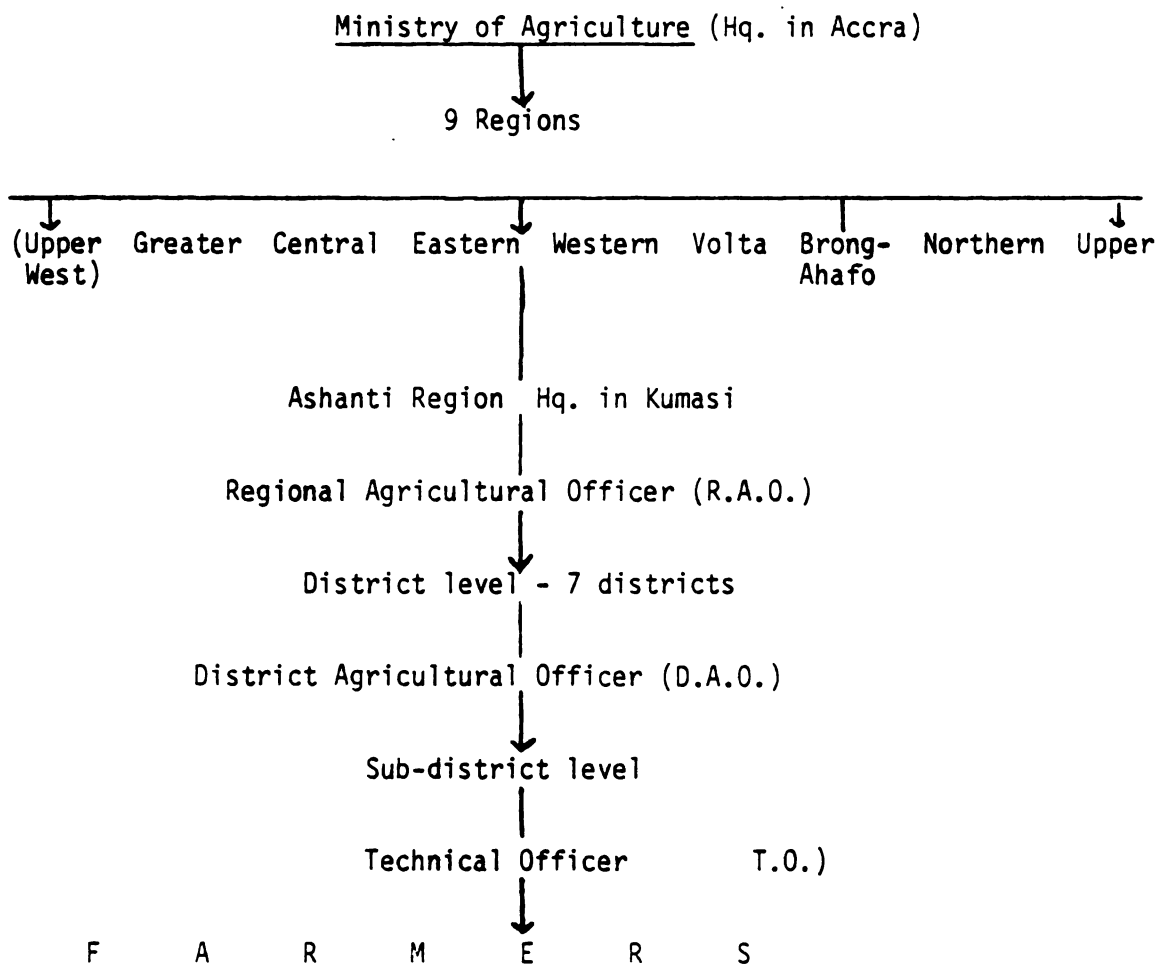 Ministry of Agriculture (Hq. in Accra)
9 Regions
(Upper Greater Central Eastern Western Volta Brong- Northern Upper
West) Ahafo
Ashanti Region Hq. in Kumasi
Regional Agricultural Officer (R.A.O.)
District level - 7 districts
District Agricultural Officer (D.A.O.)
Sub-district level
Technical Officer T.O.)
F A R M E R S